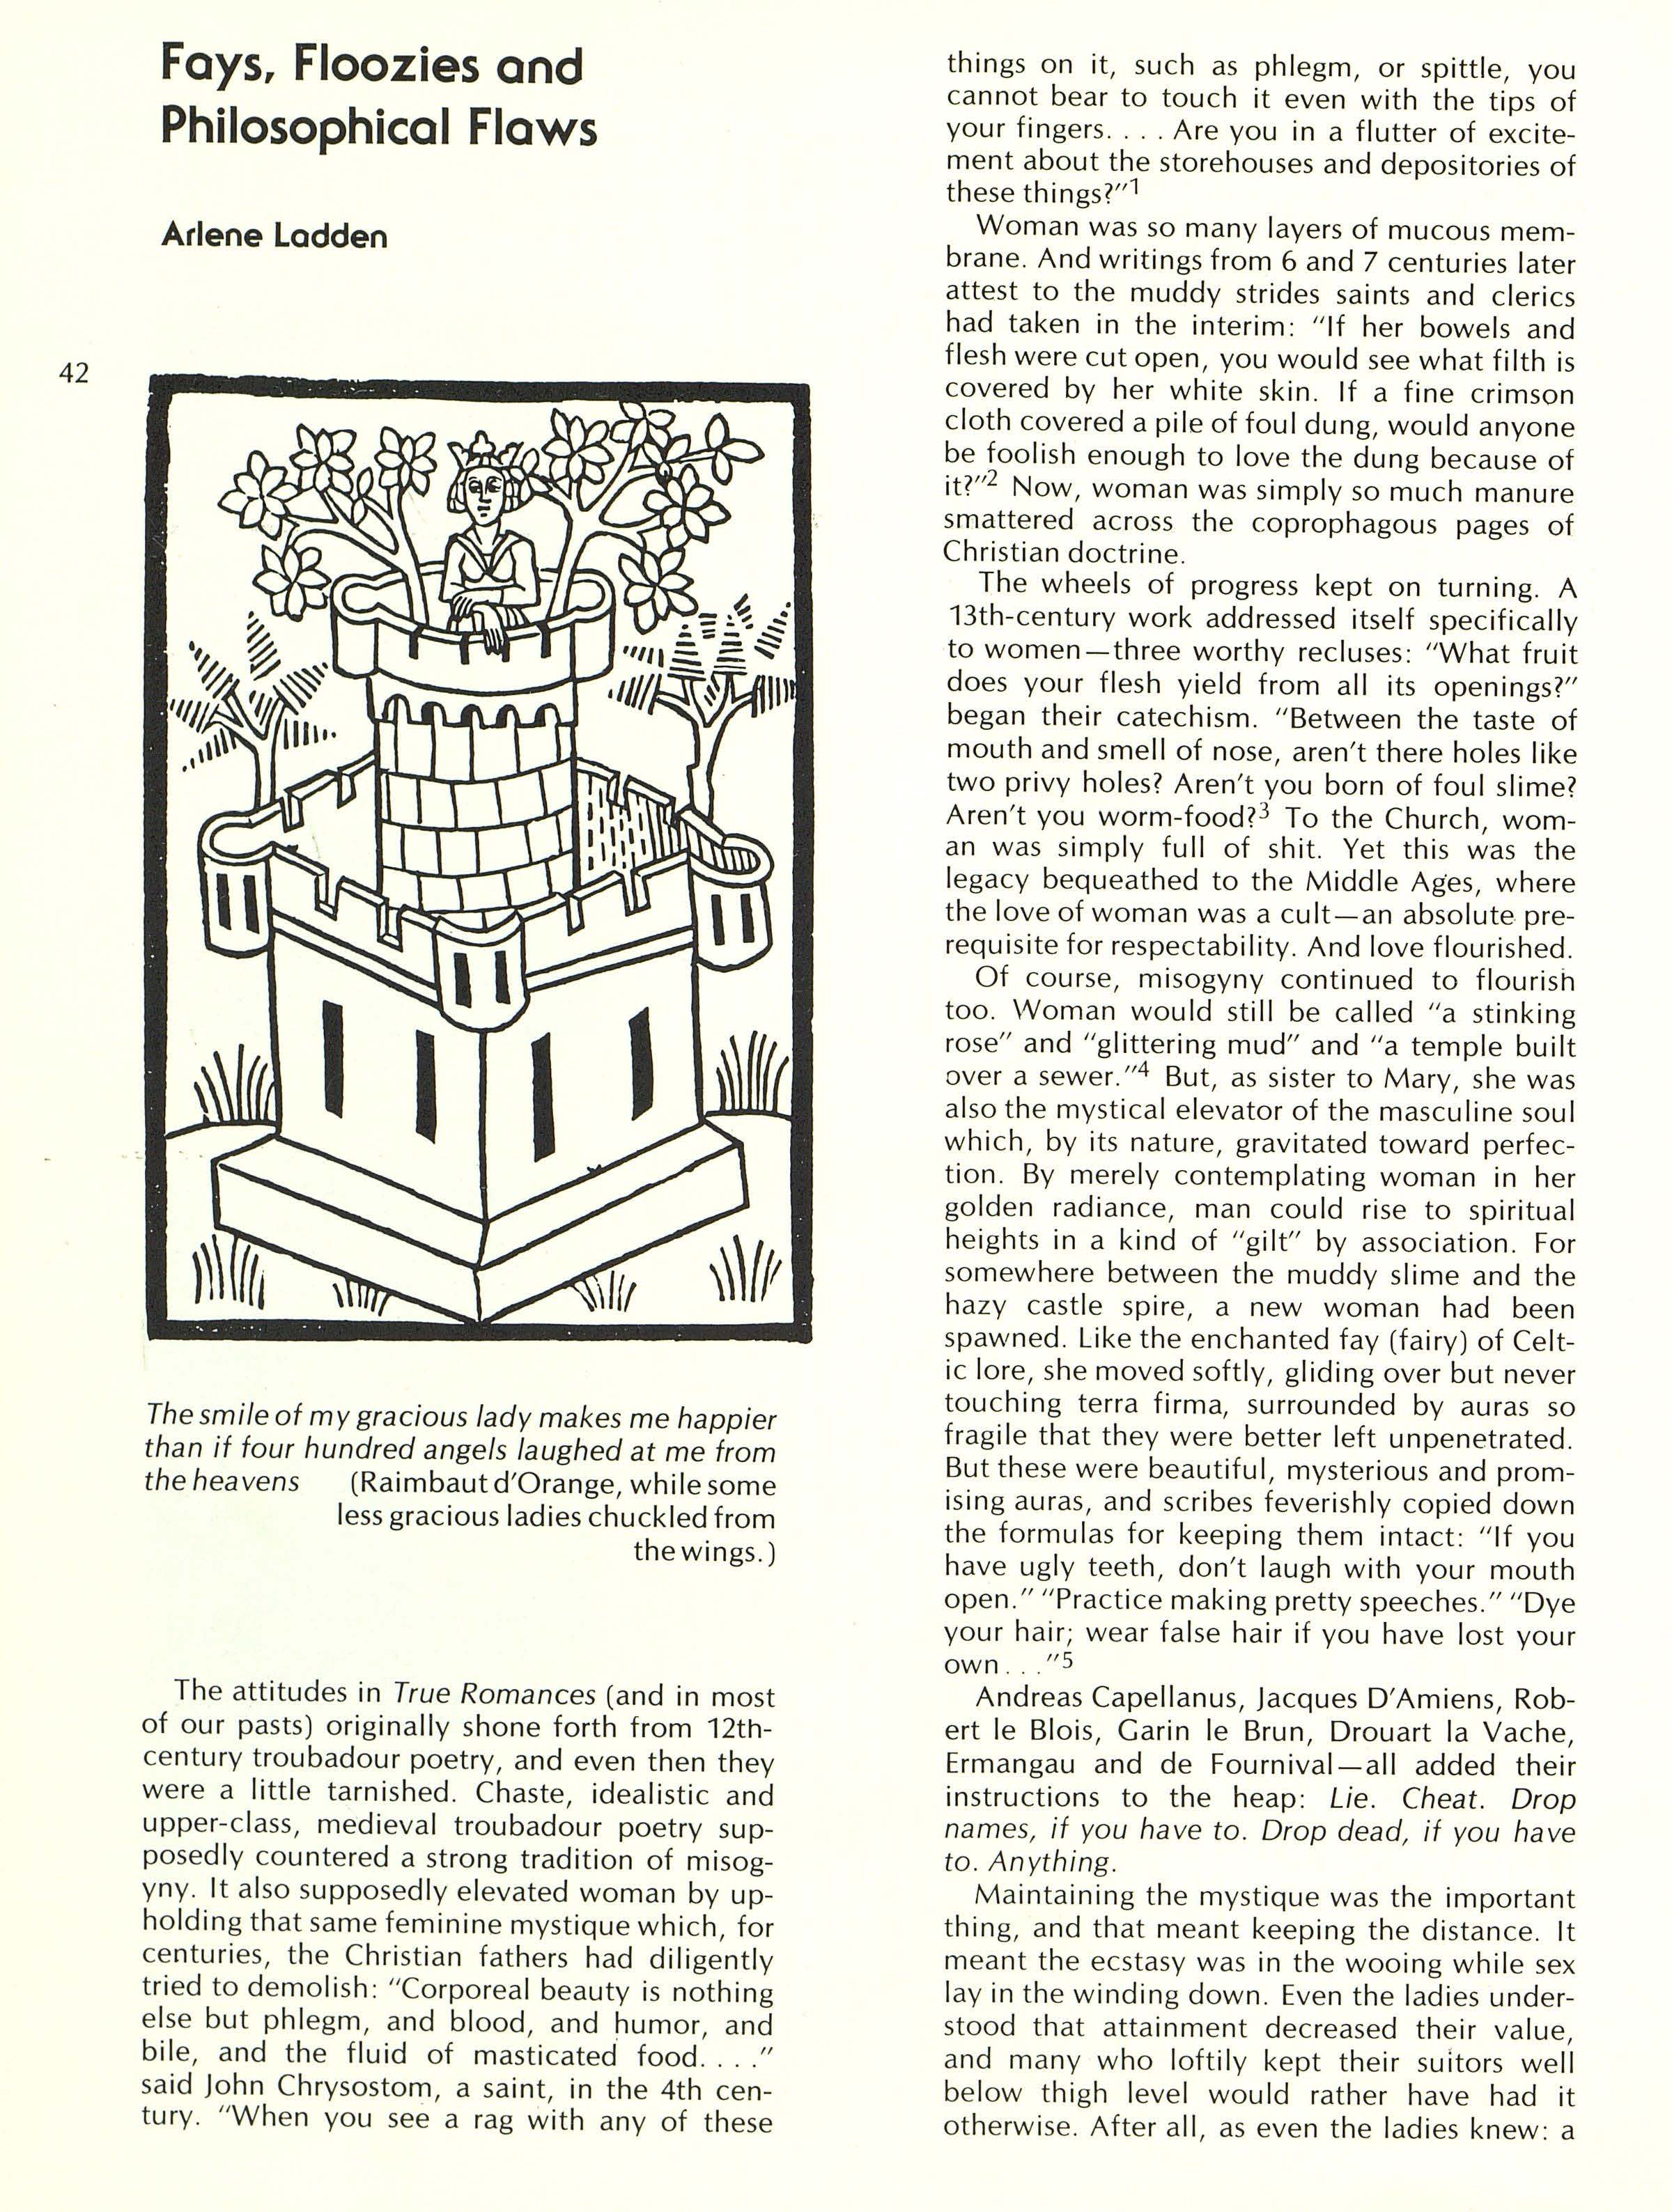 Fays, Floozies and
Philosophical Flaws
Arlene Ladden
42
The smile of my gracious lady makes me happier
than if four hundred angels laughed at me from
the heavens (Raimbaut d'Orange, while some
less gracious ladies chuckled from
the wings.)
The attitudes in True Romances (and in most
of our pasts) originally shone forth from 12th-
century troubadour poetry, and even then they
were a little tarnished. Chaste, idealistic and
upper-class, medieval troubadour poetry sup-
posedly countered a strong tradition of misog-
yny. It also supposedly elevated woman by up-
holding that same feminine mystique which, for
centuries, the Christian fathers had diligently
tried to demolish: "Corporeal beauty is nothing
else but phlegm, and blood, and humor, and
bile, and the fluid of masticated food. . . ."
said John Chrysostom, a saint, in the 4th cen-
tury. "When you see a rag with any of these
things on it, such as phlegm, or spittle, you
cannot bear to touch it even with the tips of
your fingers. . . . Are you in a flutter of excite-
ment about the storehouses and depositories of
these things?"1
Woman was so many layers of mucous mem-
brane. And writings from 6 and 7 centuries later
attest to the muddy strides saints and clerics
had taken in the interim: "If her bowels and
flesh were cut open, you would see what filth is
covered by her white skin. If a fine crimson
cloth covered a pile of foul dung, would anyone
be foolish enough to love the dung because of
it?"2 Now, woman was simply so much manure
smattered across the coprophagous pages of
Christian doctrine.
The wheels of progress kept on turning. A
13th-century work addressed itself specifically
to women—three worthy recluses: "What fruit
does your flesh yield from all its openings?"
began their catechism. "Between the taste of
mouth and smell of nose, aren't there holes like
two privy holes? Aren't you born of foul slime?
Aren't you worm-food?3 To the Church, wom-
an was simply full of shit. Yet this was the
legacy bequeathed to the Middle Ages, where
the love of woman was a cult—an absolute pre-
requisite for respectability. And love flourished.
Of course, misogyny continued to flourish
too. Woman would still be called "a stinking
rose" and "glittering mud" and "a temple built
over a sewer."4 But, as sister to Mary, she was
also the mystical elevator of the masculine soul
which, by its nature, gravitated toward perfec-
tion. By merely contemplating woman in her
golden radiance, man could rise to spiritual
heights in a kind of "gilt" by association. For
somewhere between the muddy slime and the
hazy castle spire, a new woman had been
spawned. Like the enchanted fay (fairy) of Celt-
ic lore, she moved softly, gliding over but never
touching terra firma, surrounded by auras so
fragile that they were better left unpenetrated.
But these were beautiful, mysterious and prom-
ising auras, and scribes feverishly copied down
the formulas for keeping them intact: "If you
have ugly teeth, don't laugh with your mouth
open." "Practice making pretty speeches." "Dye
your hair; wear false hair if you have lost your
own. . ."5
Andreas Capellanus, Jacques D'Amiens, Rob-
ert le Blois, Garin le Brun, Drouart la Vache,
Ermangau and de Fournival—all added their
instructions to the heap: Lie. Cheat. Drop
names, if you have to. Drop dead, if you have
to. Anything.
Maintaining the mystique was the important
thing, and that meant keeping the distance. It
meant the ecstasy was in the wooing while sex
lay in the winding down. Even the ladies under-
stood that attainment decreased their value,
and many who loftily kept their suitors well
below thigh level would rather have had it
otherwise. After all, as even the ladies knew: a